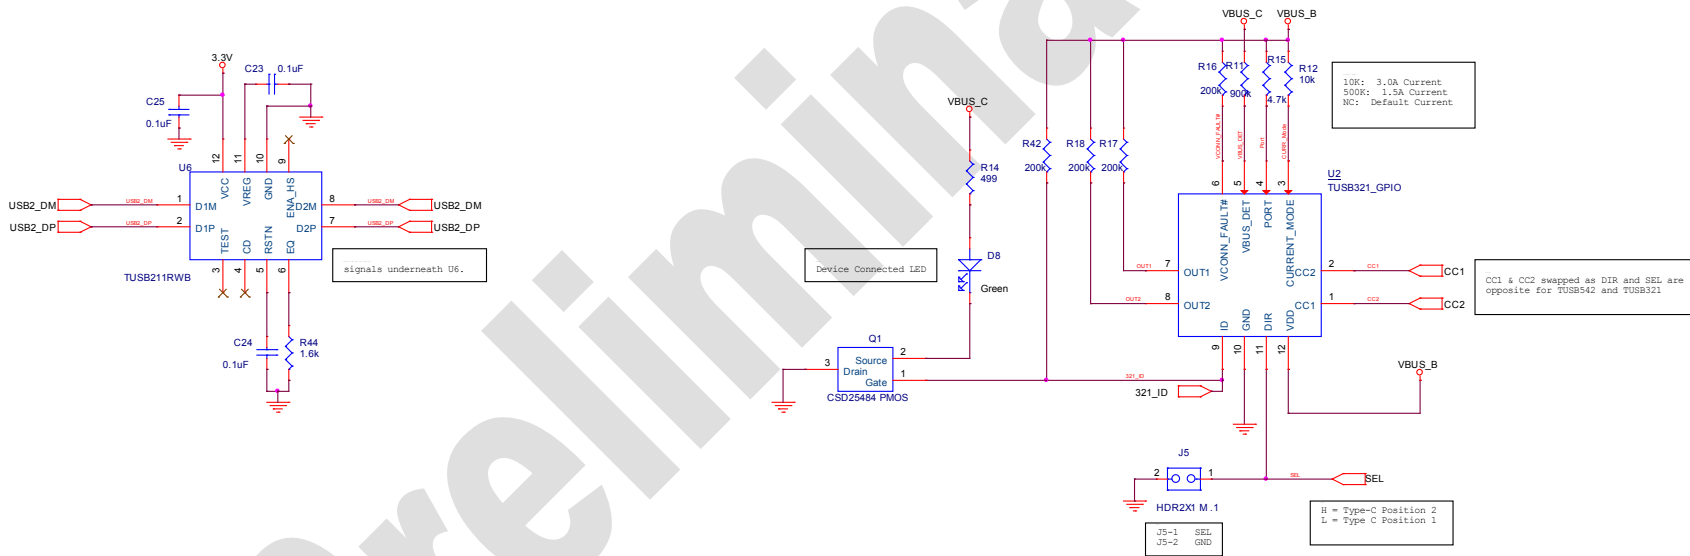 Preliminary
3.3V
C23
0.1uF
C25
0.1uF
U6
12
11
10
9
VCC
VREG
GND
ENA_HS
USB2_DM
USB2_DM
1
D1M
D2M
8
USB2_DM
USB2_DM
USB2_DP
USB2_DP
2
D1P
D2P
7
USB2_DP
USB2_DP
TEST
CD
RSTN
EQ
TUSB211RWB
3
4
5
6
C24
0.1uF
R44
1.6k
signals underneath U6.
VBUS_C
R14
499
Device Connected LED
D8
Green
Q1
3
Source
Drain
Gate
2
1
CSD25484 PMOS
VBUS_C
VBUS_B
R16
200k
R11
900k
R15
4.7k
R12
10k
10K: 3.0A Current
500K: 1.5A Current
NC: Default Current
R42
200k
R18
200k
R17
200k
VCONN_FAULT#
VBUS_DET
Port
CURR_Mode
U2
TUSB321_GPIO
6
5
4
3
VCONN_FAULT#
VBUS_DET
PORT
CURRENT_MODE
OUT1
7
OUT1
CC2
2
CC1
CC1
OUT2
8
OUT2
CC1
1
CC2
CC2
CC1 & CC2 swapped as DIR and SEL are
opposite for TUSB542 and TUSB321
ID
GND
DIR
VDD
9
10
11
12
321_ID
321_ID
VBUS_B
J5
2
1
SEL
SEL
HDR2X1 M .1
J5-1 SEL
J5-2 GND
H = Type-C Position 2
L = Type C Position 1